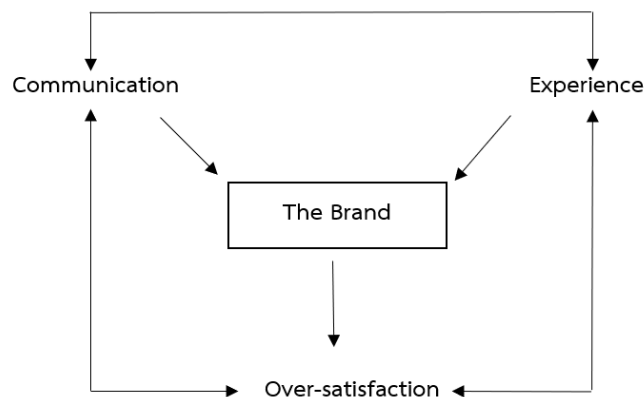 Communication
Experience
The Brand
Over-satisfaction